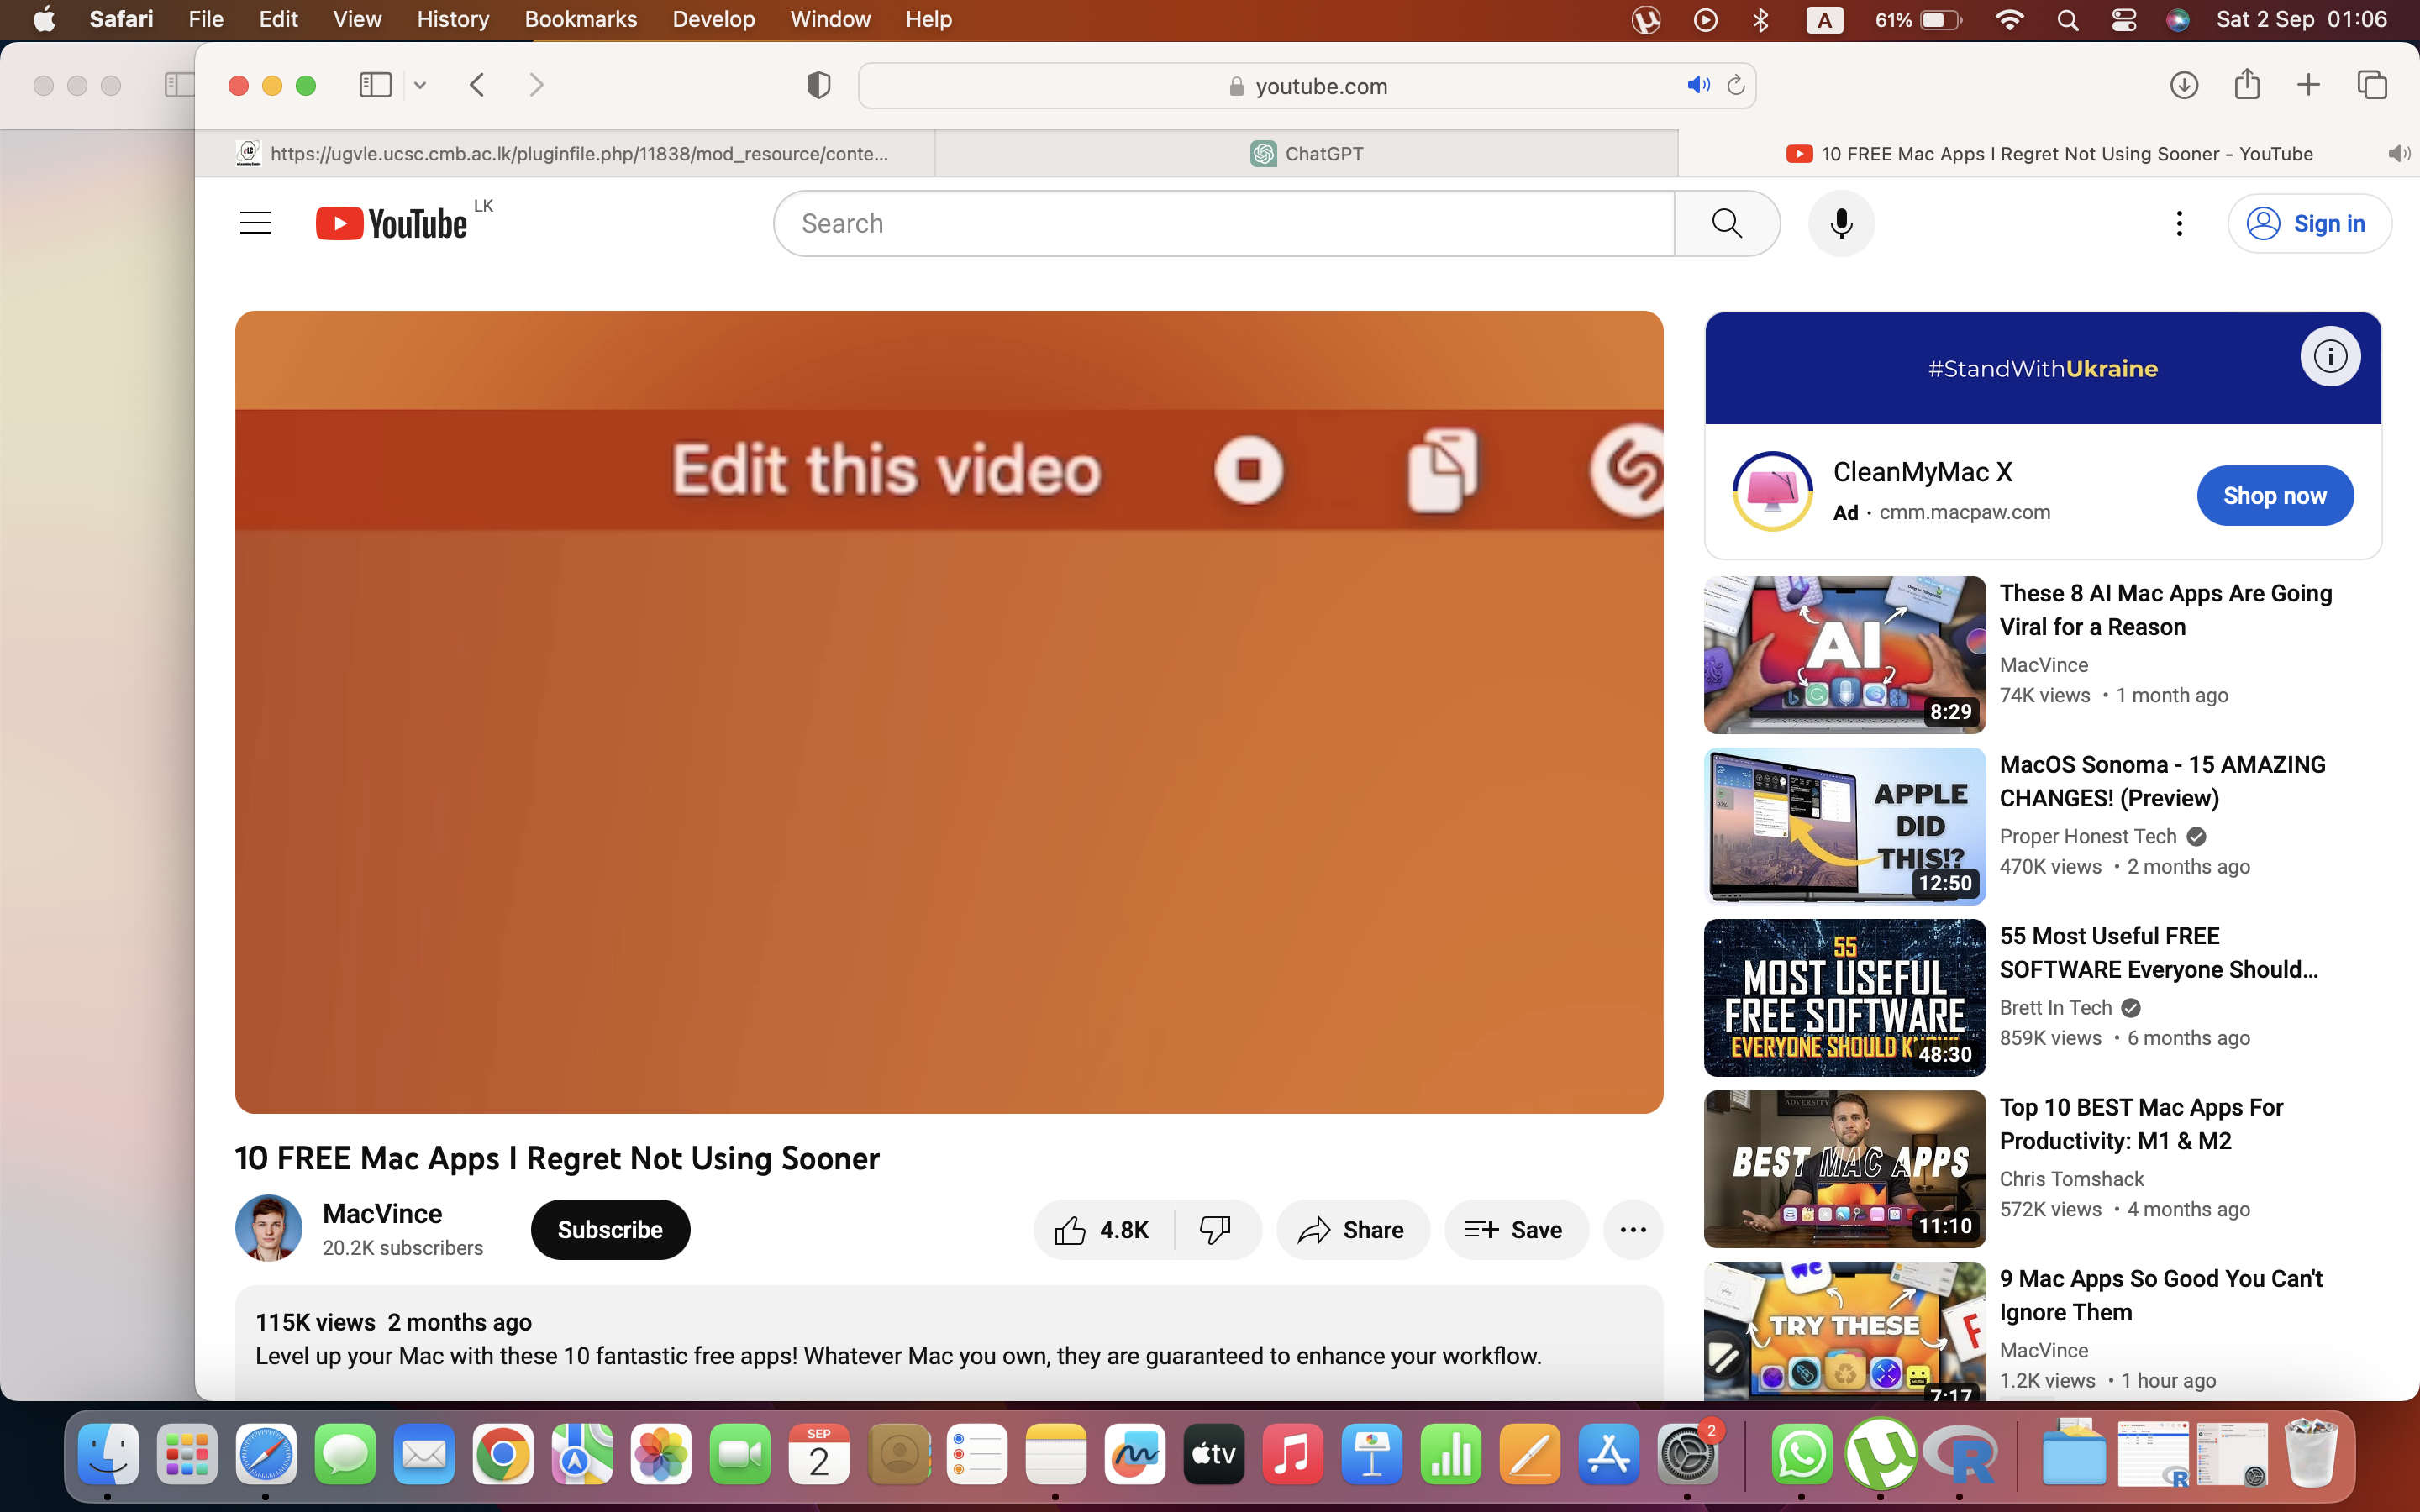 Safari File Edit View History Bookmarks Develop Window Help
A 61% Sat 2 Sep 01:06
youtube.com
https://ugvle.ucsc.cmb.ac.lk/pluginfile.php/11838/mod_resource/conte...
ChatGPT
10 FREE Mac Apps I Regret Not Using Sooner - YouTube
YouTube LK
Search
Sign in
Edit this video
#StandWithUkraine
CleanMyMac X
Ad · cmm.macpaw.com
Shop now
AI
8:29
These 8 AI Mac Apps Are Going
Viral for a Reason
MacVince
74K views • 1 month ago
APPLE
DID
THIS!?
12:50
MacOS Sonoma - 15 AMAZING
CHANGES! (Preview)
Proper Honest Tech
470K views • 2 months ago
55
MOST USEFUL
FREE SOFTWARE
EVERYONE SHOULD
48:30
55 Most Useful FREE
SOFTWARE Everyone Should...
Brett In Tech
859K views • 6 months ago
ADVERSITY
BEST MAC APPS
11:10
Top 10 BEST Mac Apps For
Productivity: M1 & M2
Chris Tomshack
572K views • 4 months ago
TRY THESE
7:17
9 Mac Apps So Good You Can't
Ignore Them
MacVince
1.2K views • 1 hour ago
10 FREE Mac Apps I Regret Not Using Sooner
MacVince
20.2K subscribers
Subscribe
4.8K
Share
Save
115K views 2 months ago
Level up your Mac with these 10 fantastic free apps! Whatever Mac you own, they are guaranteed to enhance your workflow.
SEP
2
tv
2
R